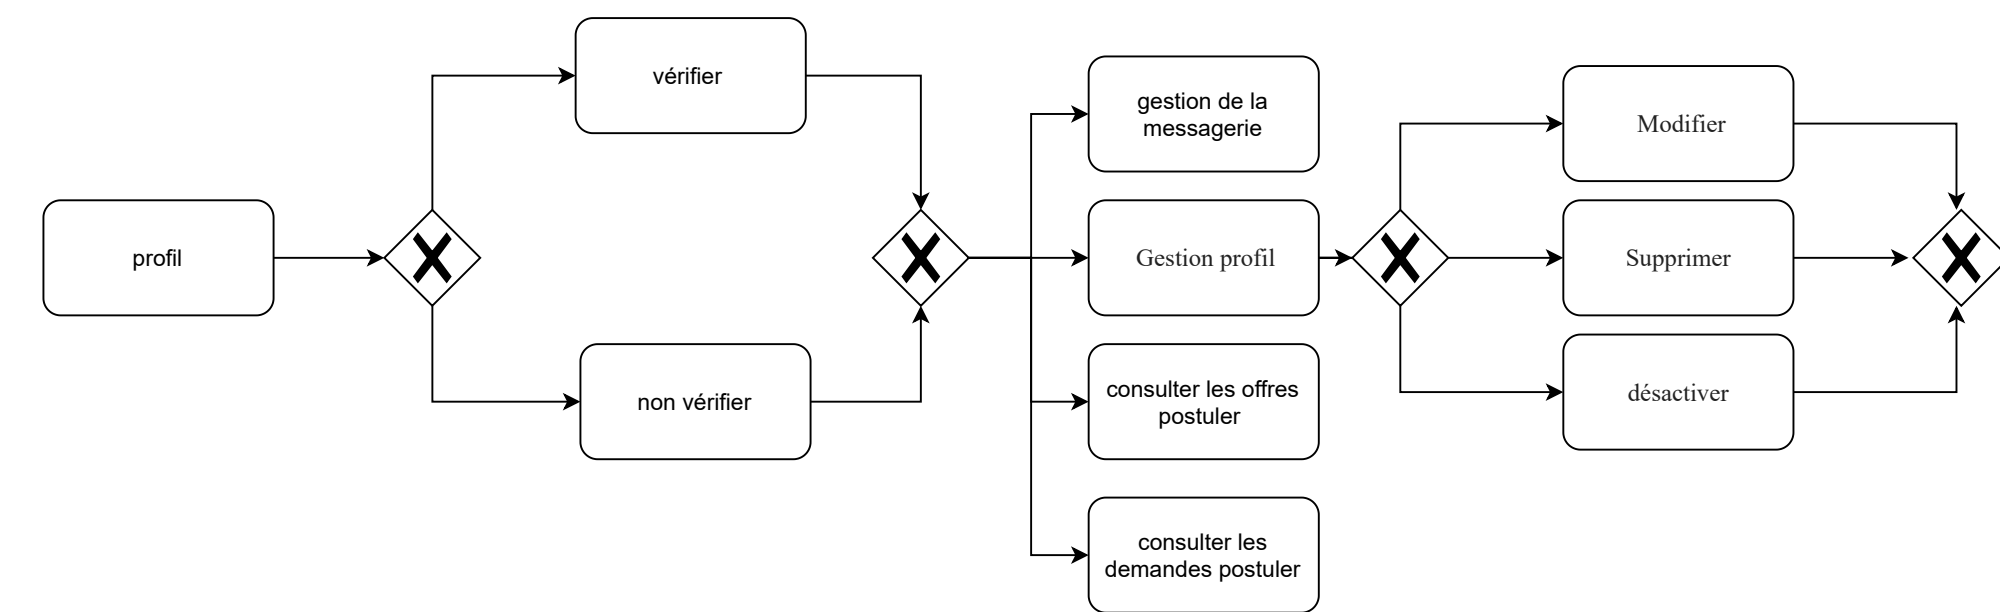 profil
vérifier
non vérifier
gestion de la
messagerie
Gestion profil
consulter les offres
postuler
consulter les
demandes postuler
Modifier
Supprimer
désactiver